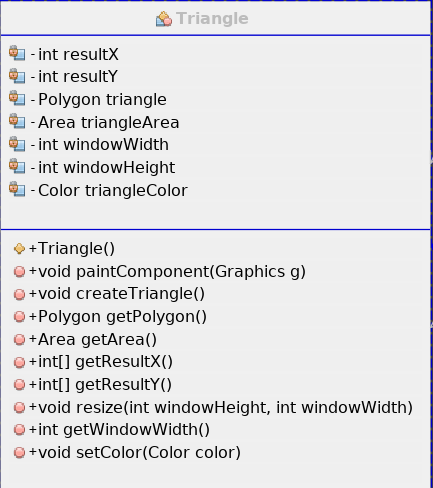 Triangle
- int resultX
- int resultY
- Polygon triangle
- Area triangleArea
- int windowWidth
- int windowHeight
- Color triangleColor
+Triangle()
+void paintComponent(Graphics g)
+void createTriangle()
+Polygon getPolygon()
+Area getArea()
+int[] getResultX()
+int[] getResultY()
+void resize(int windowHeight, int windowWidth)
+int getWindowWidth()
+void setColor(Color color)